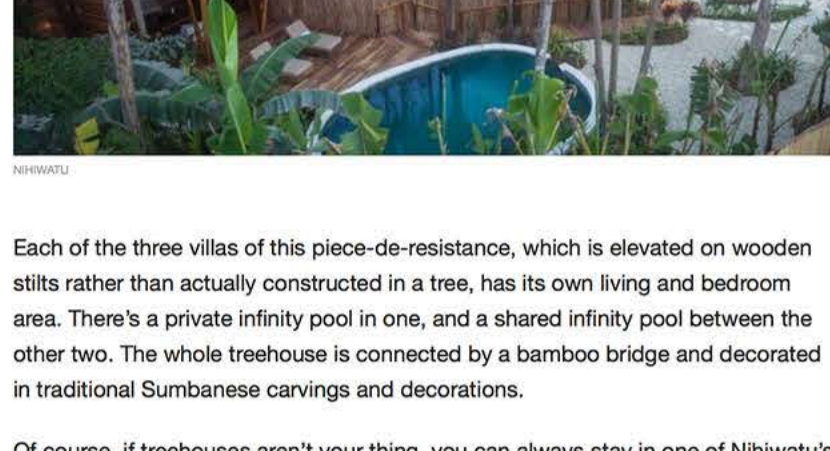 NIHIWATU
Each of the three villas of this piece-de-resistance, which is elevated on wooden
stilts rather than actually constructed in a tree, has its own living and bedroom
area. There’s a private infinity pool in one, and a shared infinity pool between the
other two. The whole treehouse is connected by a bamboo bridge and decorated
in traditional Sumbanese carvings and decorations.
Of course, if treehouses aren’t your thing, you can always stay in one of Nihiwatu’s